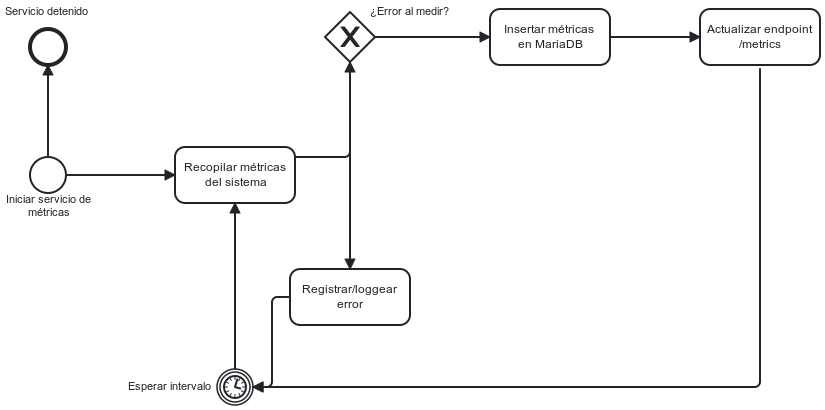 Servicio detenido
¿Error al medir?
Insertar métricas
en MariaDB
Actualizar endpoint
/metrics
Recopilar métricas
del sistema
Iniciar servicio de
métricas
Registrar/loggear
error
Esperar intervalo